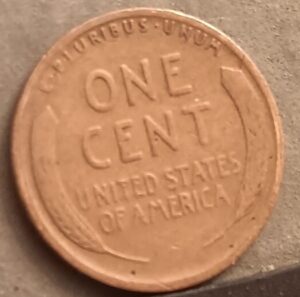 E·PLURIBUS·UNUM
ONE
CENT
UNITED STATES
OF AMERICA